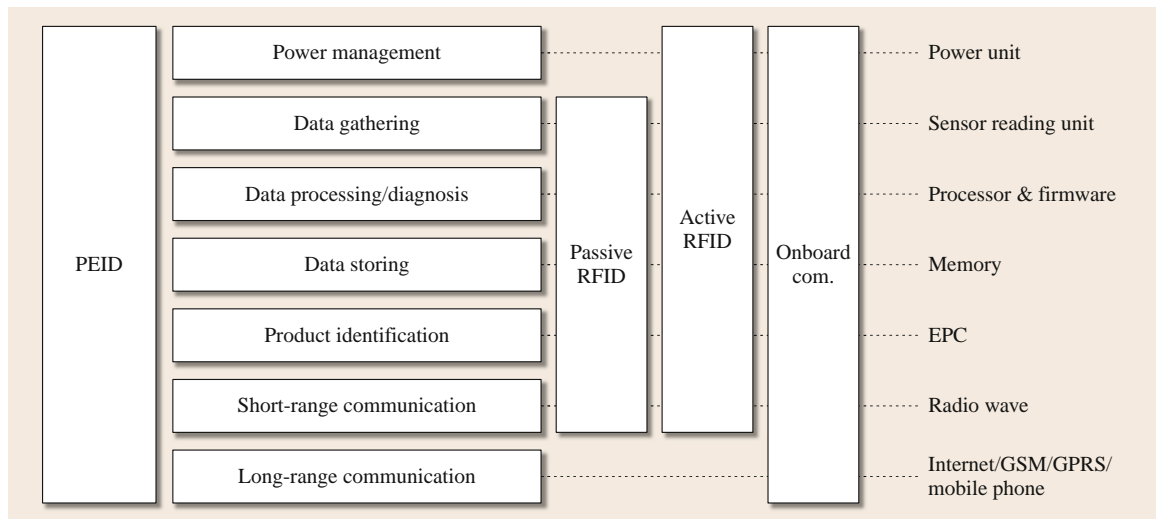 PEID
Power management
Data gathering
Data processing/diagnosis
Data storing
Product identification
Short-range communication
Long-range communication
Passive
RFID
Active
RFID
Onboard
com.
Power unit
Sensor reading unit
Processor & firmware
Memory
EPC
Radio wave
Internet/GSM/GPRS/
mobile phone